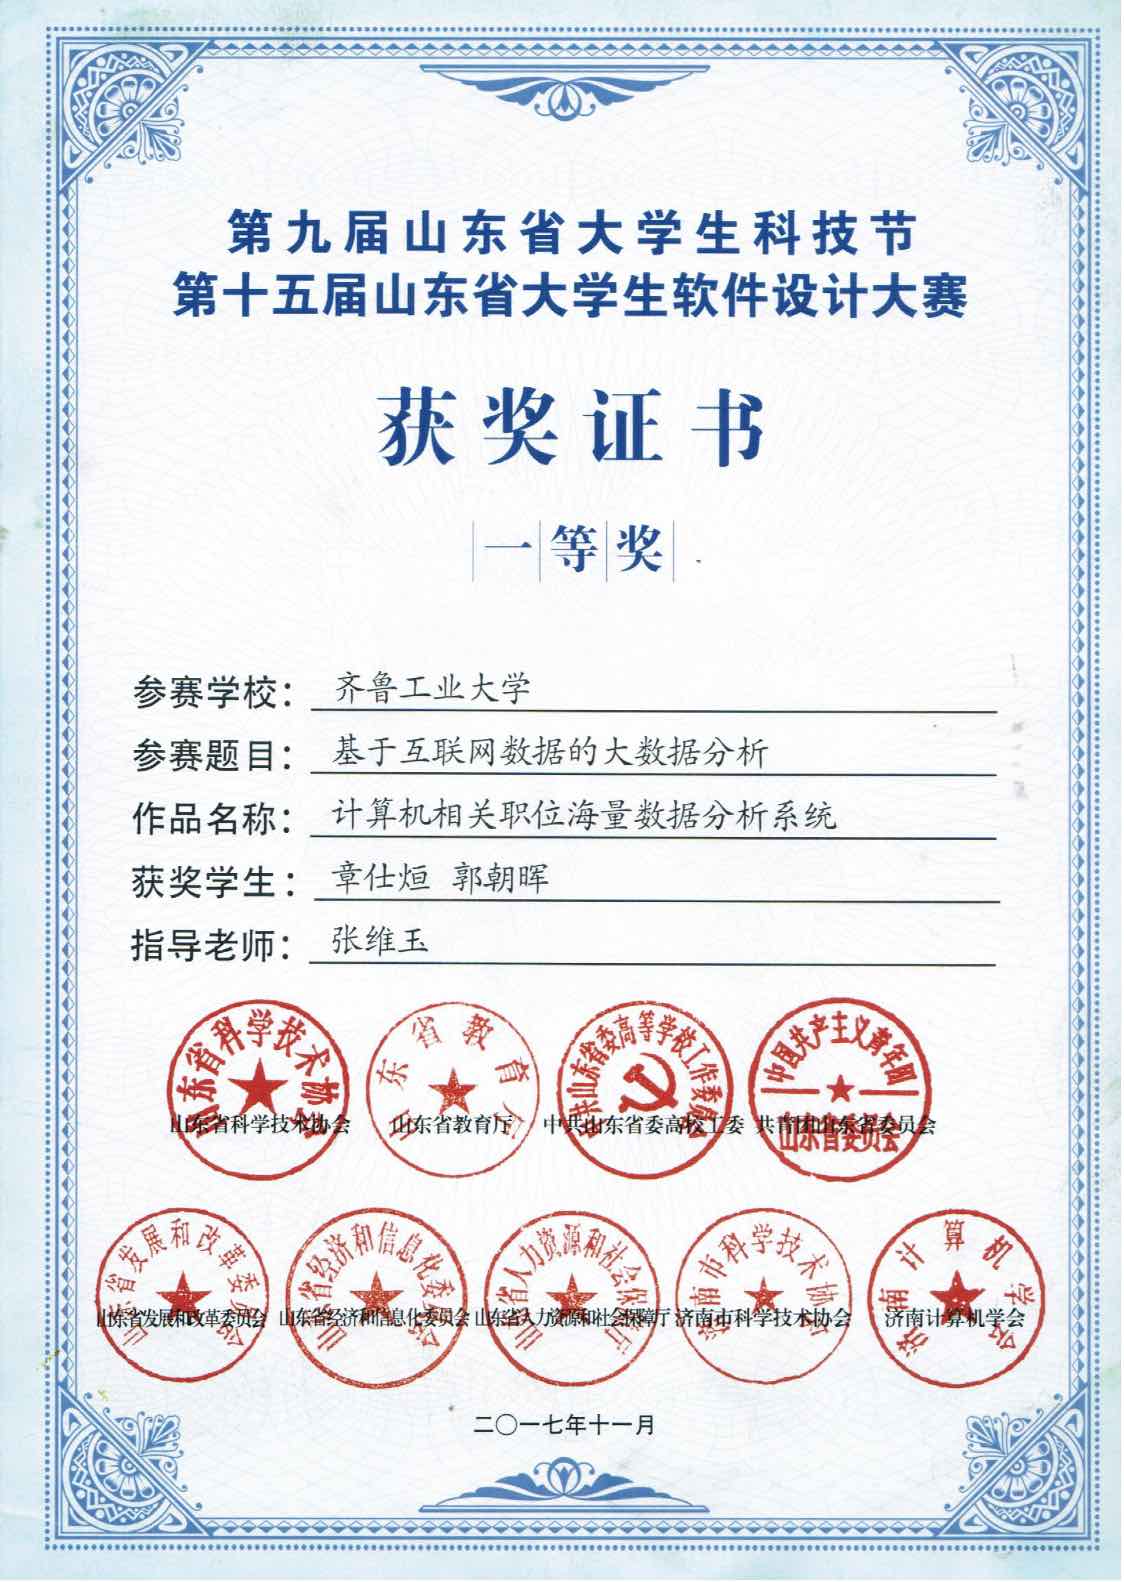 第九届山东省大学生科技节
第十五届山东省大学生软件设计大赛
获奖证书
一等奖
参赛学校：齐鲁工业大学
参赛题目：基于互联网数据的大数据分析
作品名称：计算机相关职位海量数据分析系统
获奖学生：章仕烜 郭朝晖
指导老师：张维玉
山东省科学技术协会
山东省教育厅
中共山东省委高等学校工作委员会
中国共产主义青年团
山东省委员会
山东省科学技术协会 山东省教育厅 中共山东省委高校工委 共青团山东省委员会
山东省发展和改革委员会
山东省经济和信息化委员会
山东省人力资源和社会保障厅
济南市科学技术协会
济南计算机学会
山东省发展和改革委员会 山东省经济和信息化委员会 山东省人力资源和社会保障厅 济南市科学技术协会 济南计算机学会
二〇一七年十一月